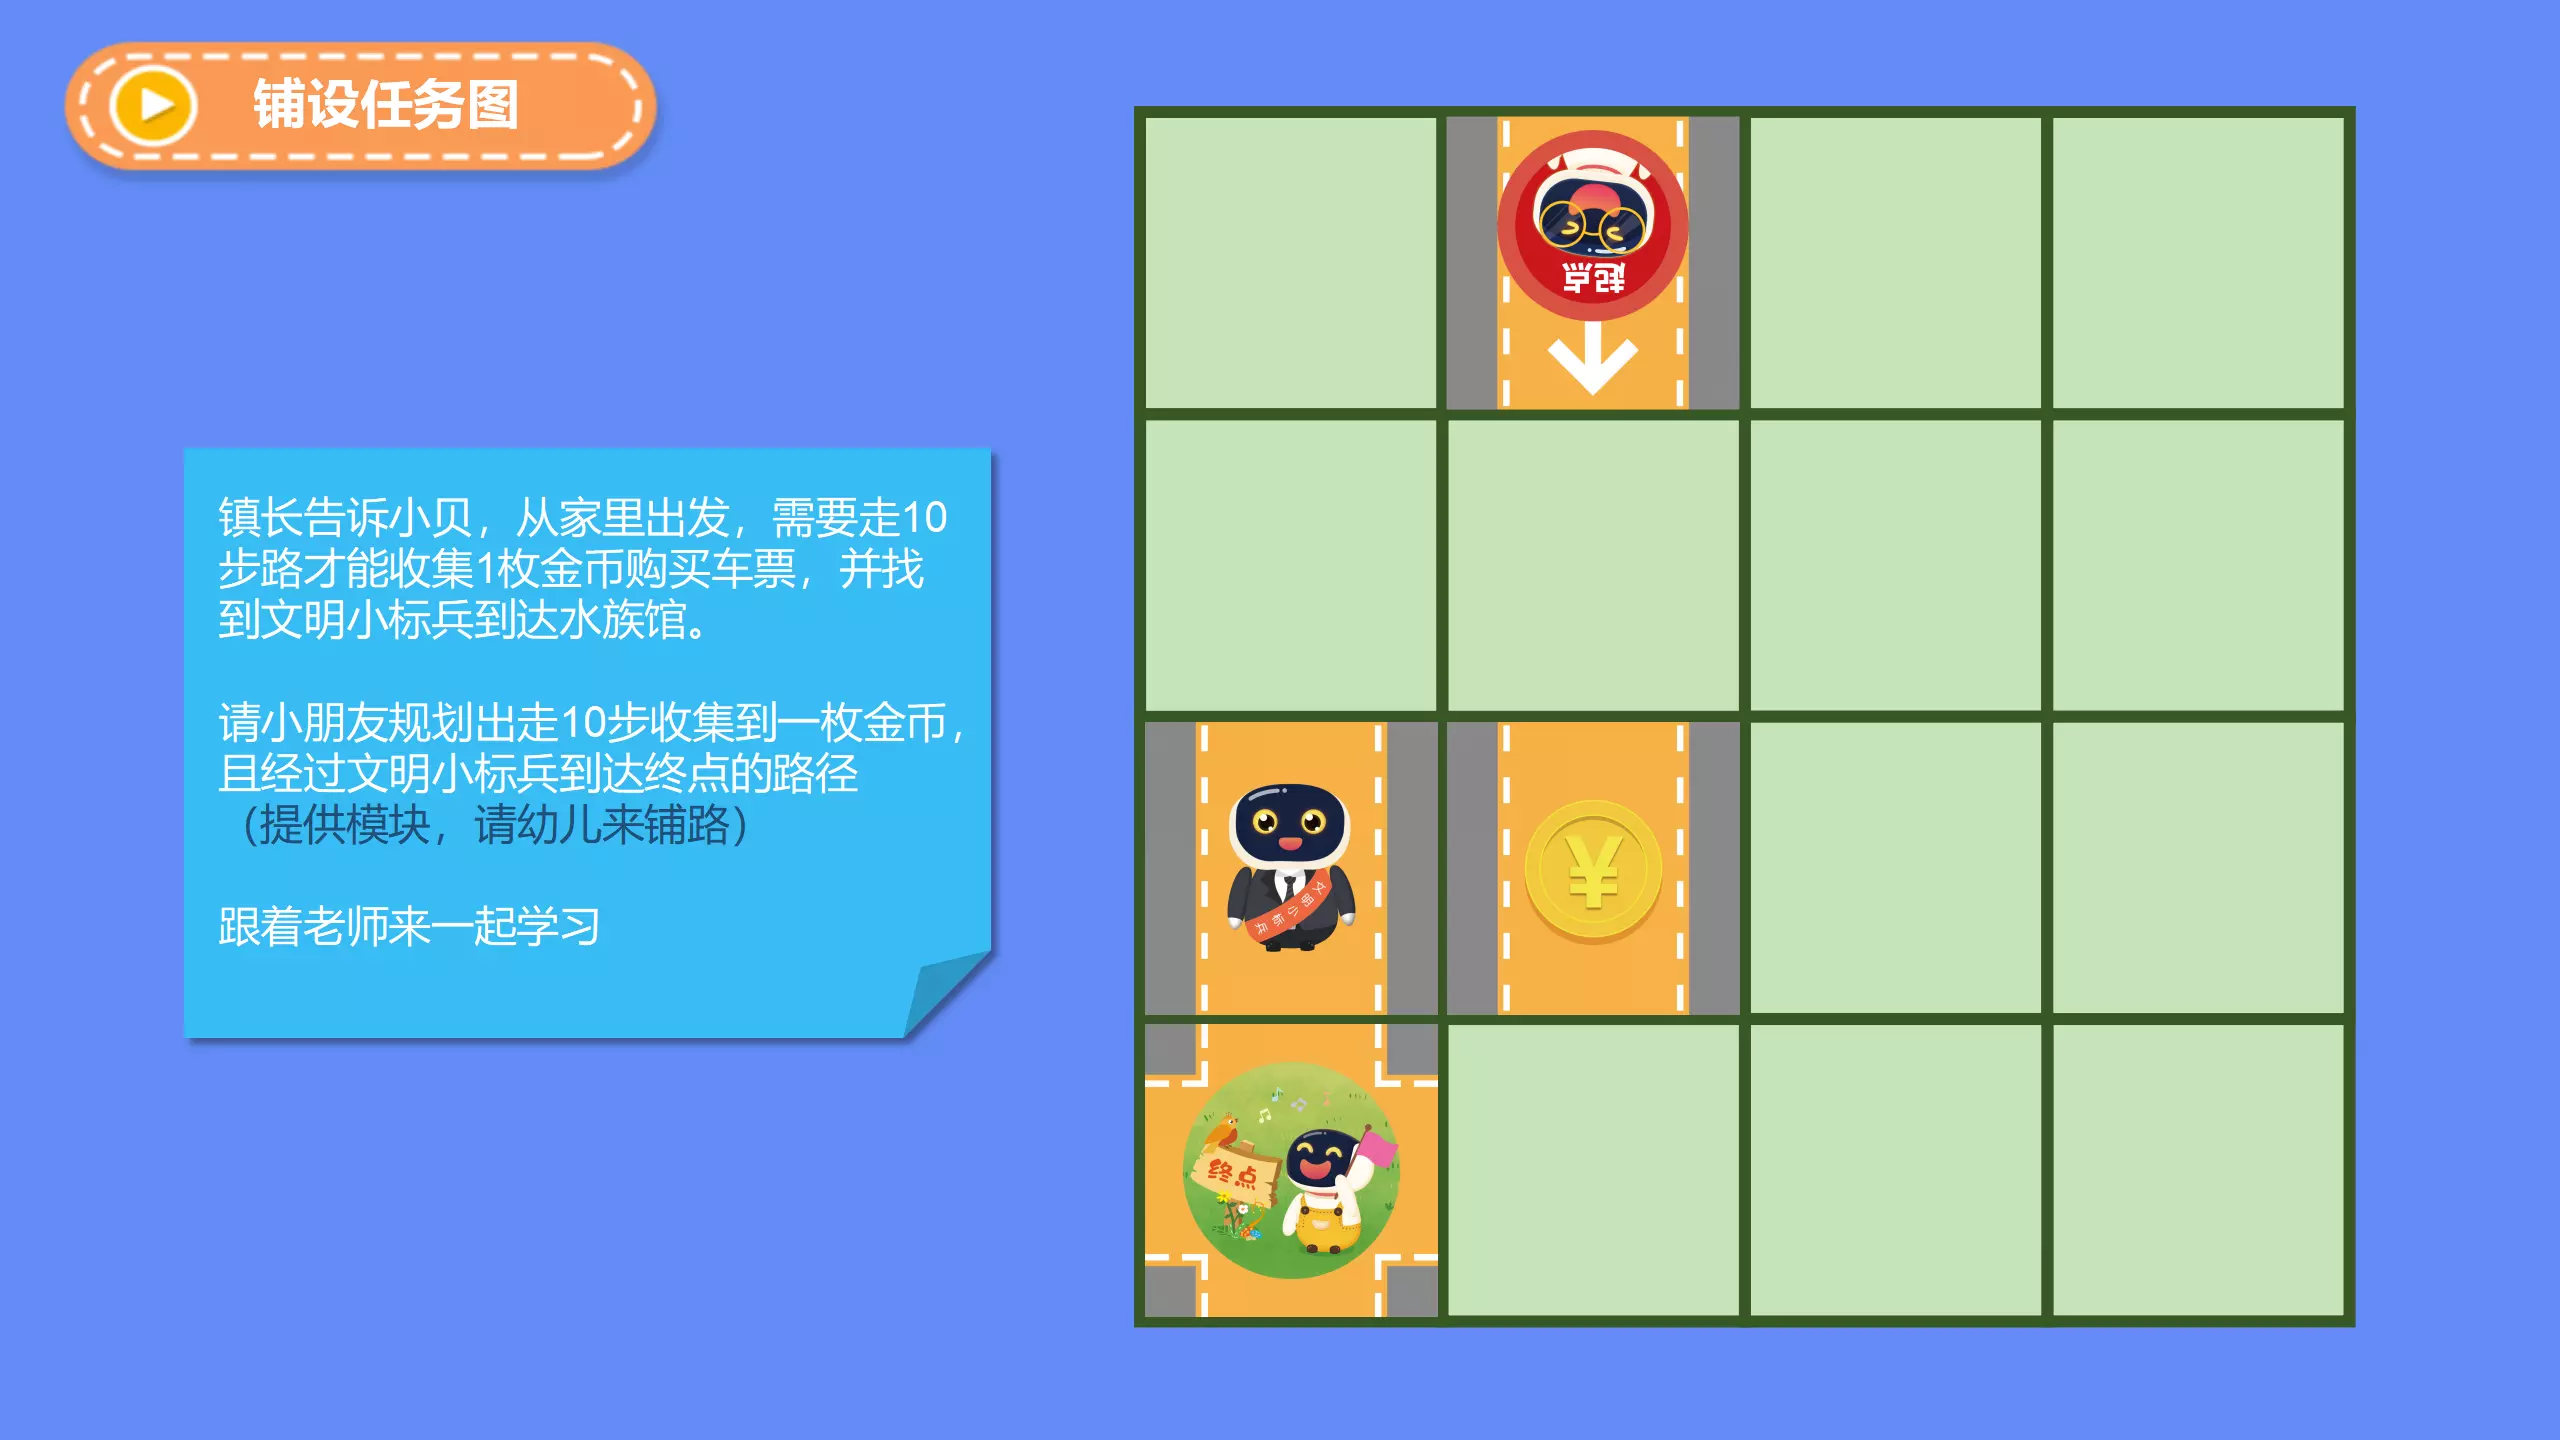 铺设任务图
镇长告诉小贝，从家里出发，需要走10
步路才能收集1枚金币购买车票，并找
到文明小标兵到达水族馆。
请小朋友规划出走10步收集到一枚金币，
且经过文明小标兵到达终点的路径
（提供模块，请幼儿来铺路）
跟着老师来一起学习
起点
文明小标兵
¥
终点